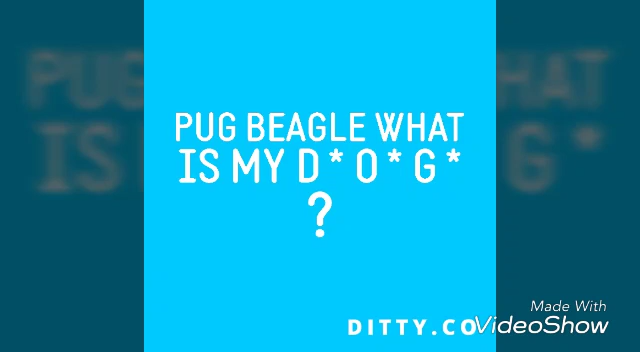 PUG BEAGLE WHAT
IS MY D * O * G *
?
DITTY.CO
Made With
VideoShow